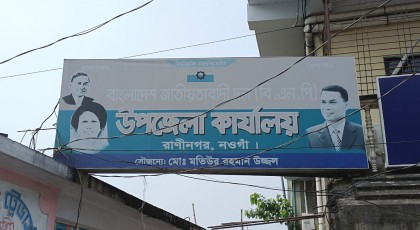 বাংলাদেশ জাতীয়তাবাদী দল (বি.এন.পি)
উপজেলা কার্যালয়
রাণীনগর, নওগাঁ ।
সৌজন্যেঃ মোঃ মতিউর রহমান উজ্জল